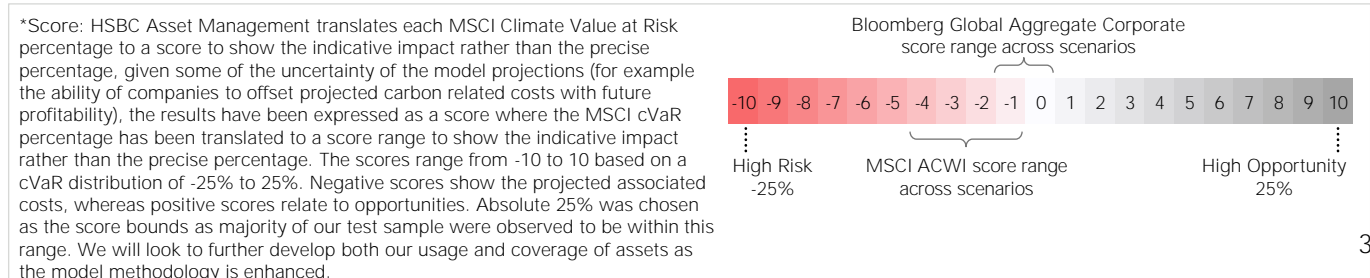 *Score: HSBC Asset Management translates each MSCI Climate Value at Risk
percentage to a score to show the indicative impact rather than the precise
percentage, given some of the uncertainty of the model projections (for example
the ability of companies to offset projected carbon related costs with future
profitability), the results have been expressed as a score where the MSCI cVaR
percentage has been translated to a score range to show the indicative impact
rather than the precise percentage. The scores range from -10 to 10 based on a
cVaR distribution of -25% to 25%. Negative scores show the projected associated
costs, whereas positive scores relate to opportunities. Absolute 25% was chosen
as the score bounds as majority of our test sample were observed to be within this
range. We will look to further develop both our usage and coverage of assets as
the model methodology is enhanced.
Bloomberg Global Aggregate Corporate
score range across scenarios
-10 -9 -8 -7 -6 -5 -4 -3 -2 -1 0 1 2 3 4 5 6 7 8 9 10
High Risk
-25%
MSCI ACWI score range
across scenarios
High Opportunity
25%
3